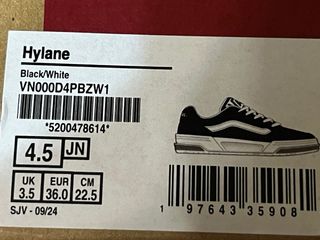 Hylane
Black/White
VN000D4PBZW1
*5200478614*
4.5 JN
UK EUR CM
3.5 36.0 22.5
SJV - 09/24
1 97643 35908